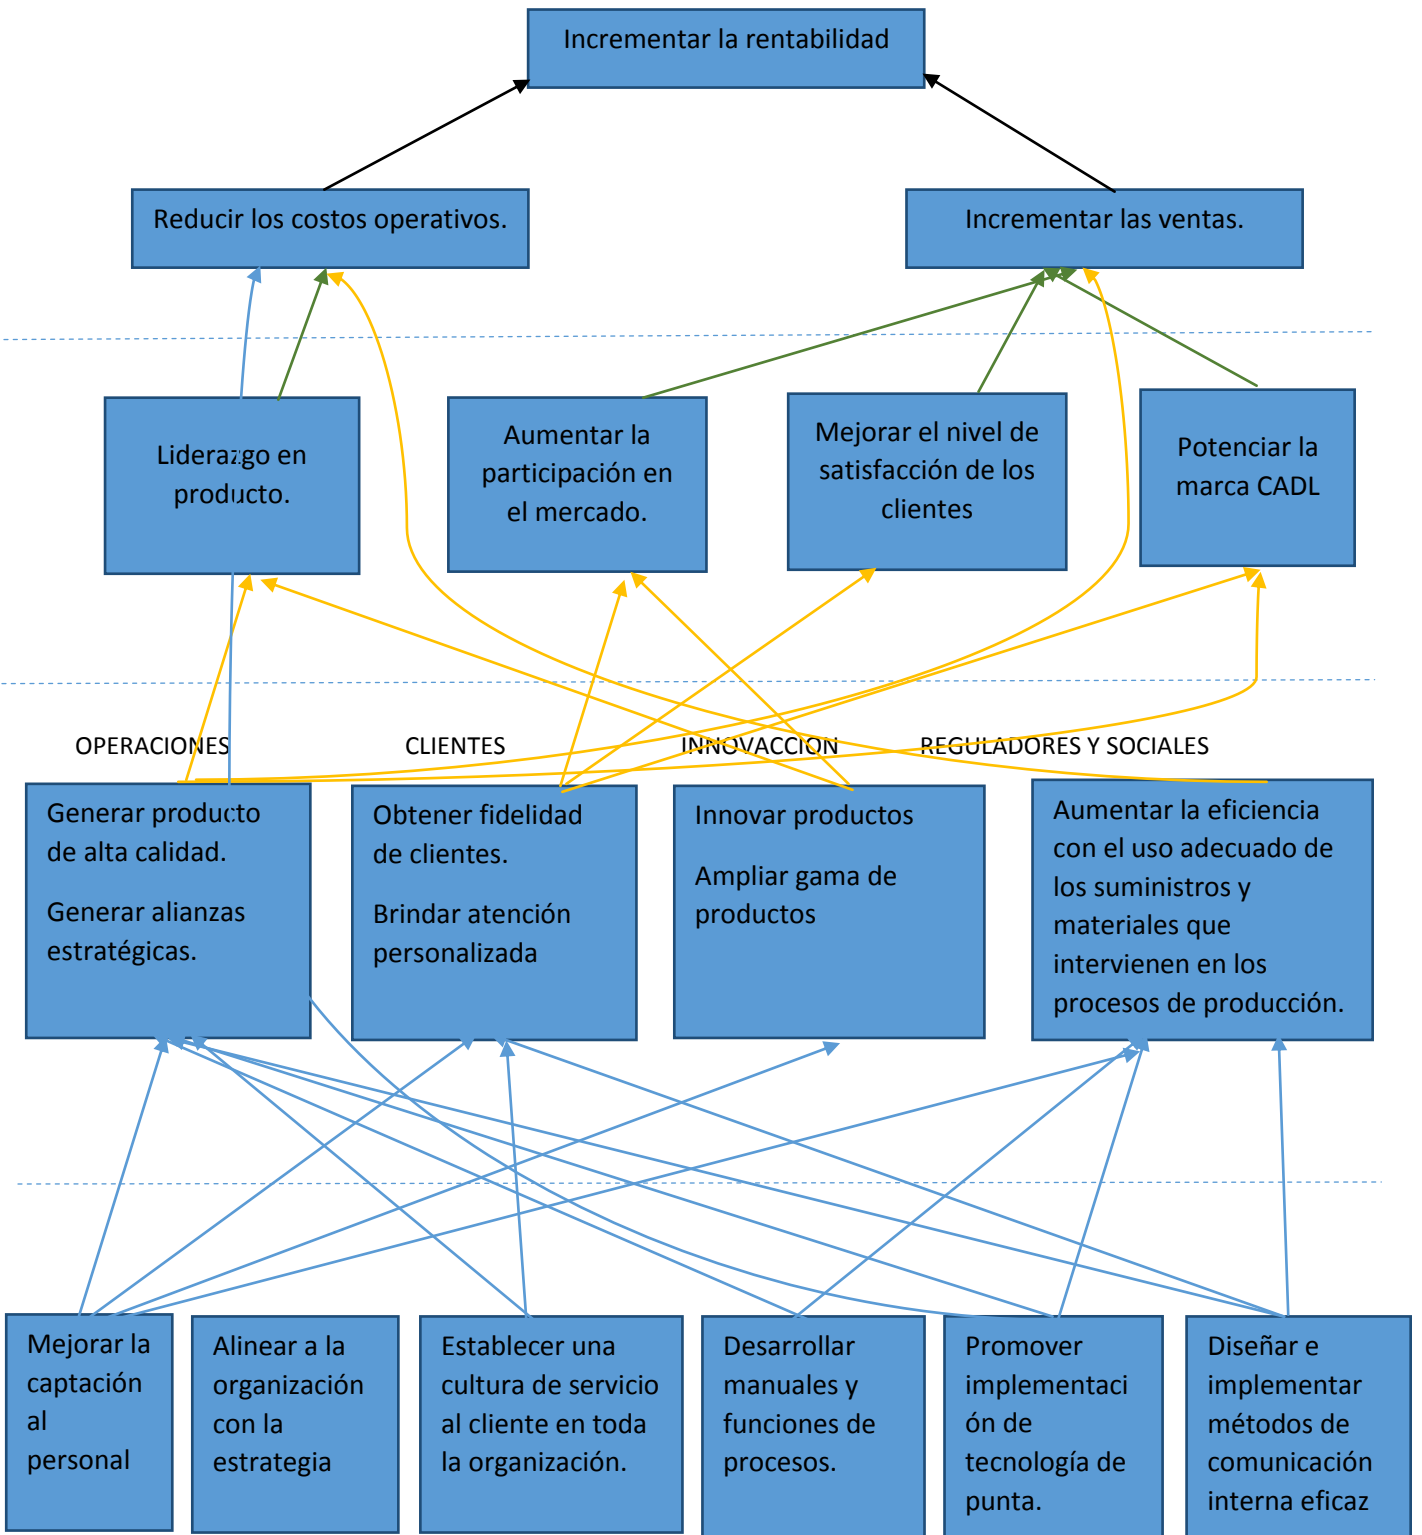 Incrementar la rentabilidad
Reducir los costos operativos.
Incrementar las ventas.
Liderazgo en
producto.
Aumentar la
participación en
el mercado.
Mejorar el nivel de
satisfacción de los
clientes
Potenciar la
marca CADL
OPERACIONES
CLIENTES
INNOVACCION
REGULADORES Y SOCIALES
Generar producto
de alta calidad.
Generar alianzas
estratégicas.
Obtener fidelidad
de clientes.
Brindar atención
personalizada
Innovar productos
Ampliar gama de
productos
Aumentar la eficiencia
con el uso adecuado de
los suministros y
materiales que
intervienen en los
procesos de producción.
Mejorar la
captación
al
personal
Alinear a la
organización
con la
estrategia
Establecer una
cultura de servicio
al cliente en toda
la organización.
Desarrollar
manuales y
funciones de
procesos.
Promover
implementaci
ón de
tecnología de
punta.
Diseñar e
implementar
métodos de
comunicación
interna eficaz